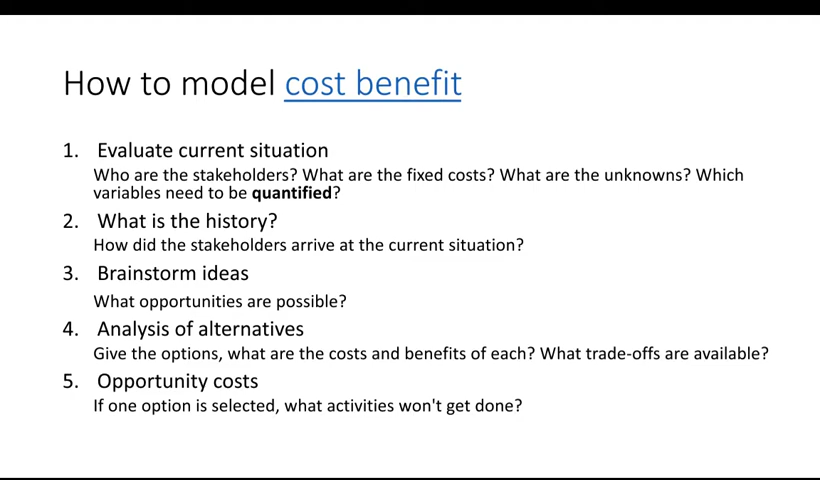 How to model cost benefit
1. Evaluate current situation
Who are the stakeholders? What are the fixed costs? What are the unknowns? Which
variables need to be quantified?
2. What is the history?
How did the stakeholders arrive at the current situation?
3. Brainstorm ideas
What opportunities are possible?
4. Analysis of alternatives
Give the options, what are the costs and benefits of each? What trade-offs are available?
5. Opportunity costs
If one option is selected, what activities won't get done?